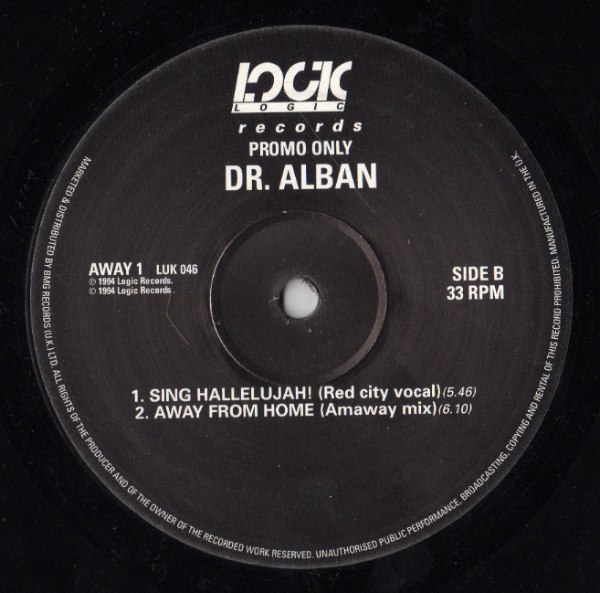 LOGIC
LOGIC
records
PROMO ONLY
DR. ALBAN
AWAY 1 LUK 046
℗ 1994 Logic Records.
© 1994 Logic Records
SIDE B
33 RPM
1. SING HALLELUJAH! (Red city vocal) (5.46)
2. AWAY FROM HOME (Amaway mix) (6.10)
MARKETED & DISTRIBUTED BY BMG RECORDS (U.K.) LTD. ALL RIGHTS OF THE PRODUCER AND OF THE OWNER OF THE RECORDED WORK RESERVED. UNAUTHORISED PUBLIC PERFORMANCE, BROADCASTING, COPYING AND RENTAL OF THIS RECORD PROHIBITED. MANUFACTURED IN THE U.K.